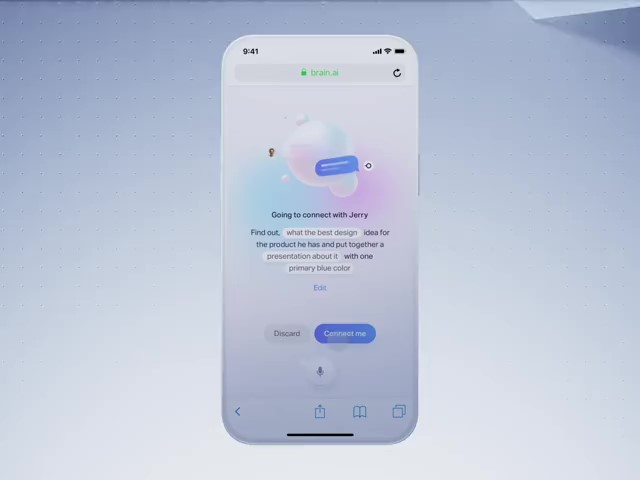 9:41
brain.ai
Going to connect with Jerry
Find out, what the best design idea for
the product he has and put together a
presentation about it with one
primary blue color
Edit
Discard
Connect me